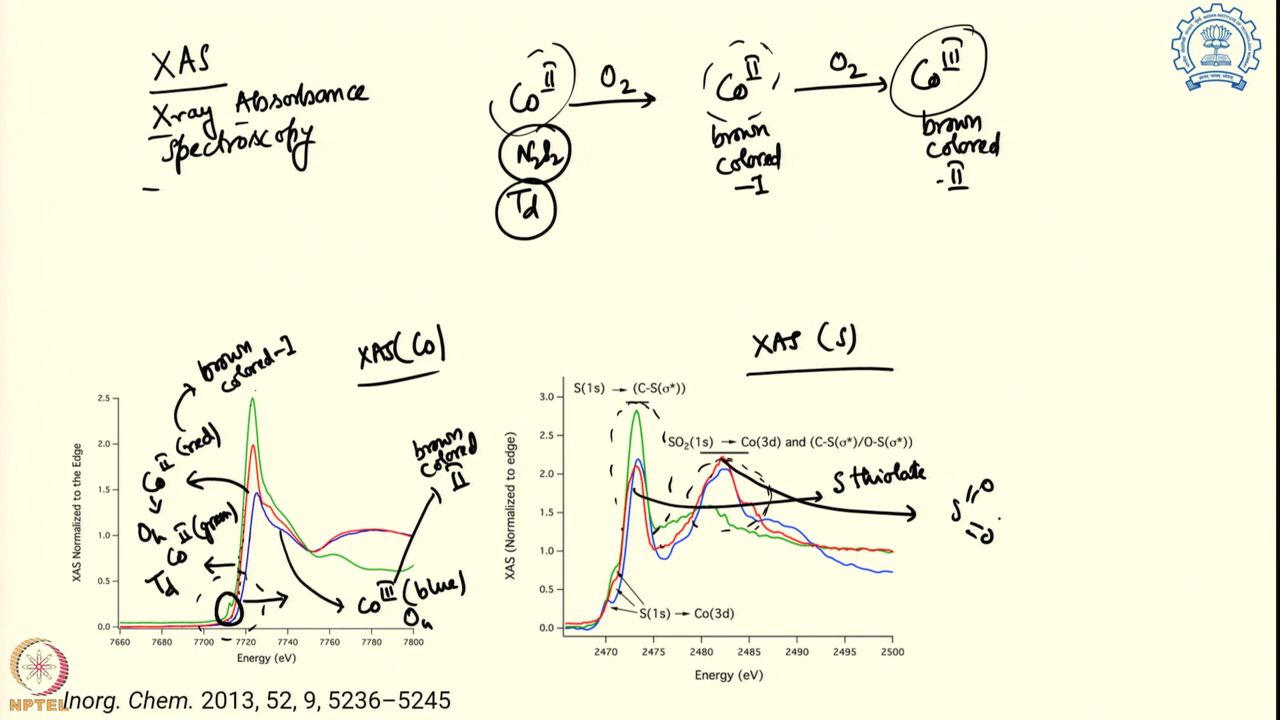 XAS
Xray Absorbance
spectroscopy
Co II
O2
Co II
O2
Co III
N2S2
Td
brown
colored
-I
brown
colored
-II
XAS(Co)
brown
colored-I
Co II (red)
Oh
Co II (green)
Td
brown
colored
II
Co III (blue)
Oh
XAS Normalized to the Edge
2.5
2.0
1.5
1.0
0.5
0.0
7660 7680 7700 7720 7740 7760 7780 7800
Energy (eV)
XAS (S)
S(1s) → (C-S(σ*))
SO2(1s) → Co(3d) and (C-S(σ*)/O-S(σ*))
S thiolate
S=O
=O
S(1s) → Co(3d)
XAS (Normalized to edge)
3.0
2.5
2.0
1.5
1.0
0.5
0.0
2470 2475 2480 2485 2490 2495 2500
Energy (eV)
NPTEL
Inorg. Chem. 2013, 52, 9, 5236–5245